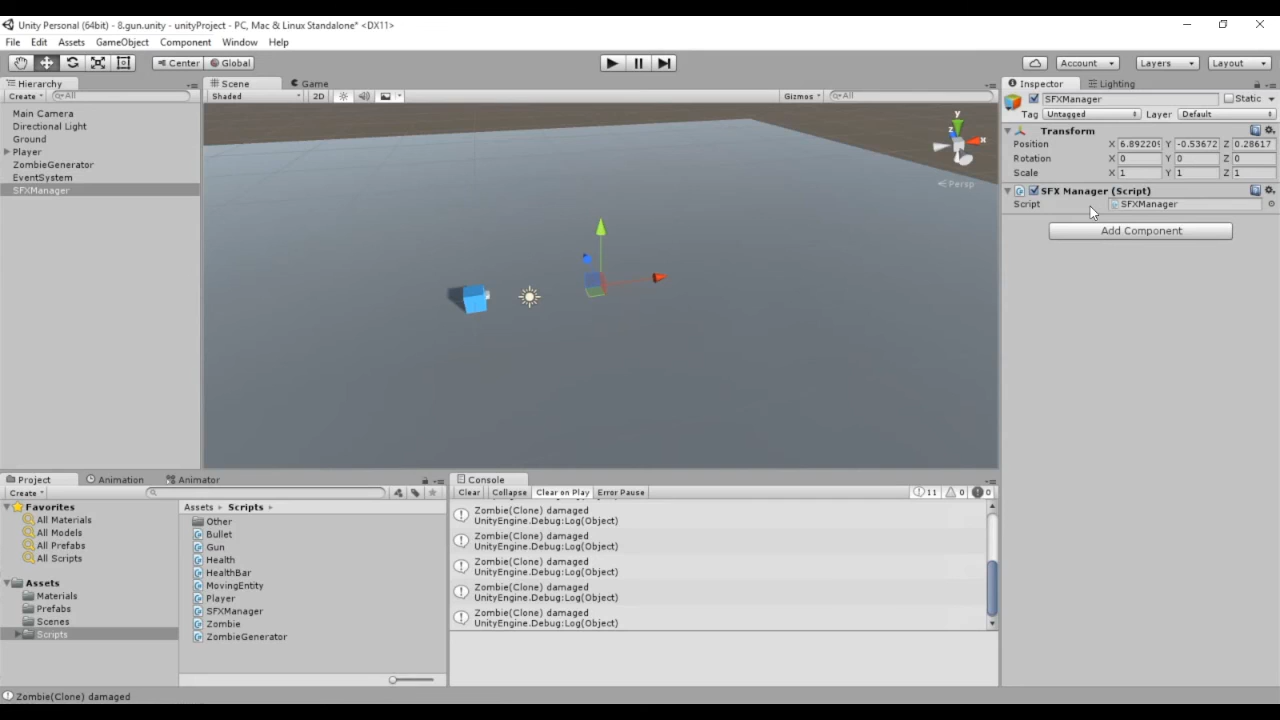 Unity Personal (64bit) - 8.gun.unity - unityProject - PC, Mac & Linux Standalone* <DX11>
File Edit Assets GameObject Component Window Help
Center Global Account Layers Layout
Hierarchy
Create All
Main Camera
Directional Light
Ground
Player
ZombieGenerator
EventSystem
SFXManager
Scene Game
Shaded 2D Gizmos All
y
z
x
Persp
Inspector Lighting
SFXManager Static
Tag Untagged Layer Default
Transform
Position X 6.892209 Y -0.53672 Z 0.28617
Rotation X 0 Y 0 Z 0
Scale X 1 Y 1 Z 1
SFX Manager (Script)
Script SFXManager
Add Component
Project Animation Animator
Create
Favorites
All Materials
All Models
All Prefabs
All Scripts
Assets
Materials
Prefabs
Scenes
Scripts
Assets Scripts
Other
Bullet
Gun
Health
HealthBar
MovingEntity
Player
SFXManager
Zombie
ZombieGenerator
Console
Clear Collapse Clear on Play Error Pause 11 0 0
UnityEngine.Debug:Log(Object)
Zombie(Clone) damaged
UnityEngine.Debug:Log(Object)
Zombie(Clone) damaged
UnityEngine.Debug:Log(Object)
Zombie(Clone) damaged
UnityEngine.Debug:Log(Object)
Zombie(Clone) damaged
UnityEngine.Debug:Log(Object)
Zombie(Clone) damaged
UnityEngine.Debug:Log(Object)
Zombie(Clone) damaged